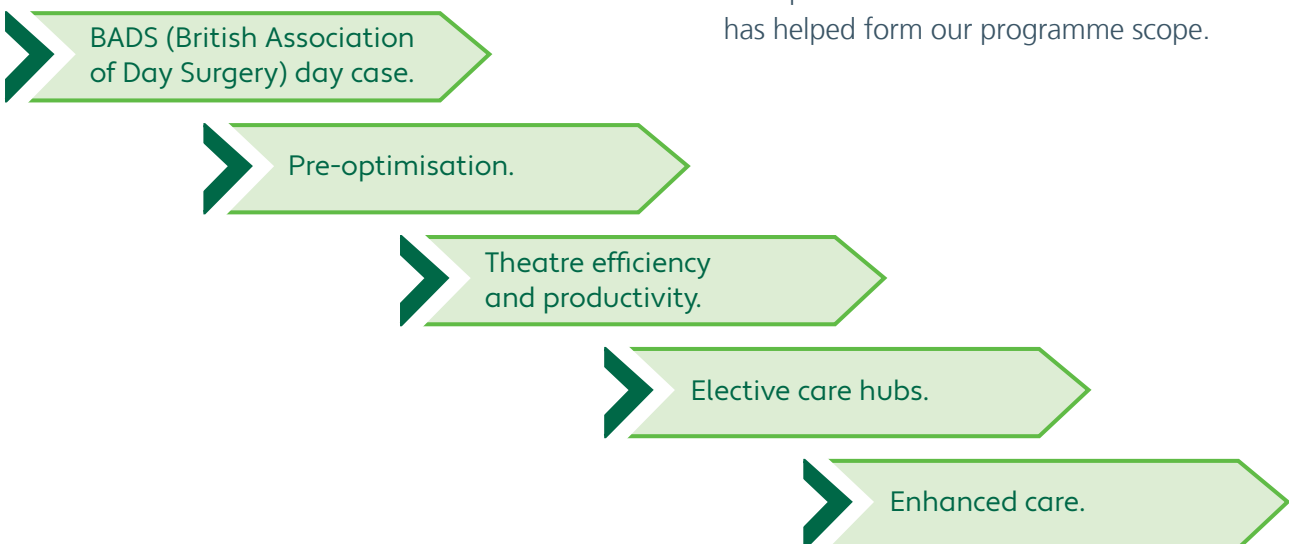 has helped form our programme scope.
BADS (British Association
of Day Surgery) day case.
Pre-optimisation.
Theatre efficiency
and productivity.
Elective care hubs.
Enhanced care.